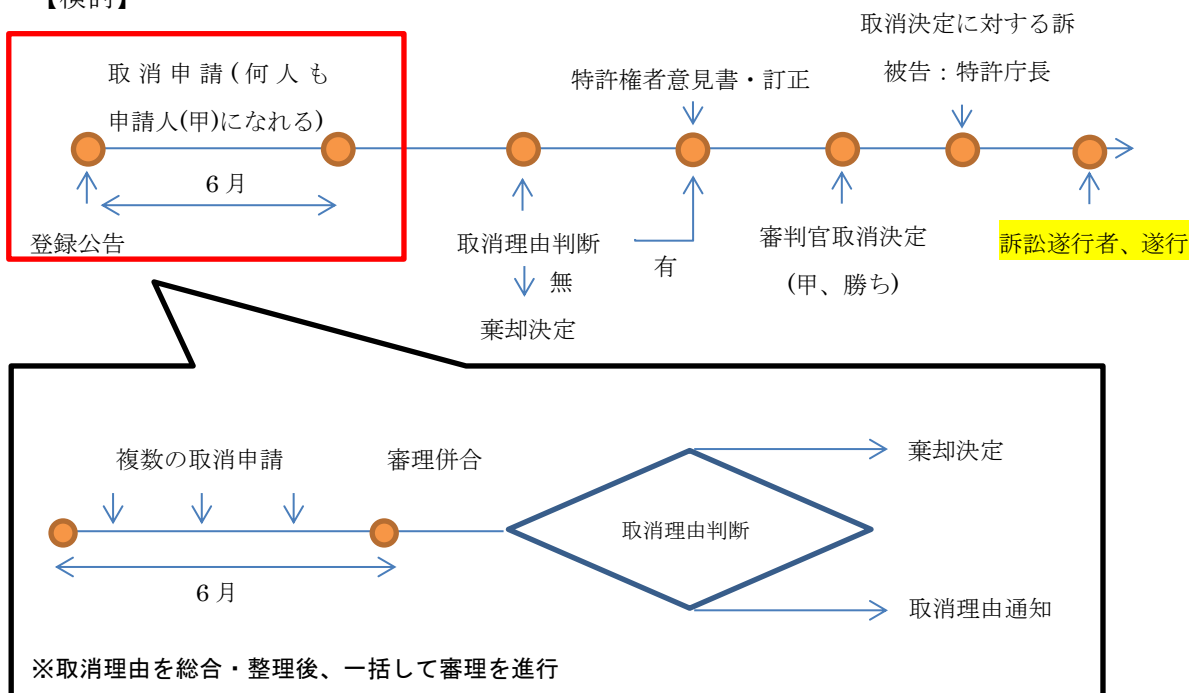 【検討】
取消決定に対する訴
被告：特許庁長
取 消 申 請 ( 何 人 も
申請人(甲)になれる)
特許権者意見書・訂正
6 月
登録公告
取消理由判断
有
無
棄却決定
審判官取消決定
(甲、勝ち)
訴訟遂行者、遂行
複数の取消申請
審理併合
棄却決定
取消理由判断
6 月
取消理由通知
※取消理由を総合・整理後、一括して審理を進行